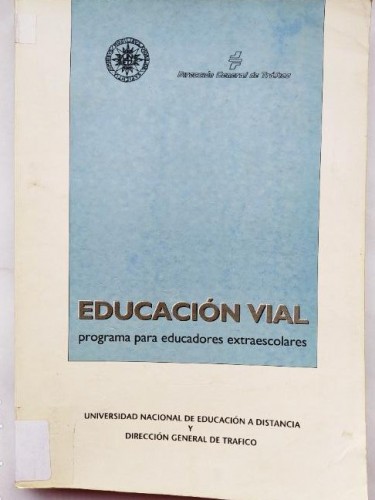 Dirección General de Tráfico
EDUCACIÓN VIAL
programa para educadores extraescolares
UNIVERSIDAD NACIONAL DE EDUCACIÓN A DISTANCIA
Y
DIRECCIÓN GENERAL DE TRAFICO